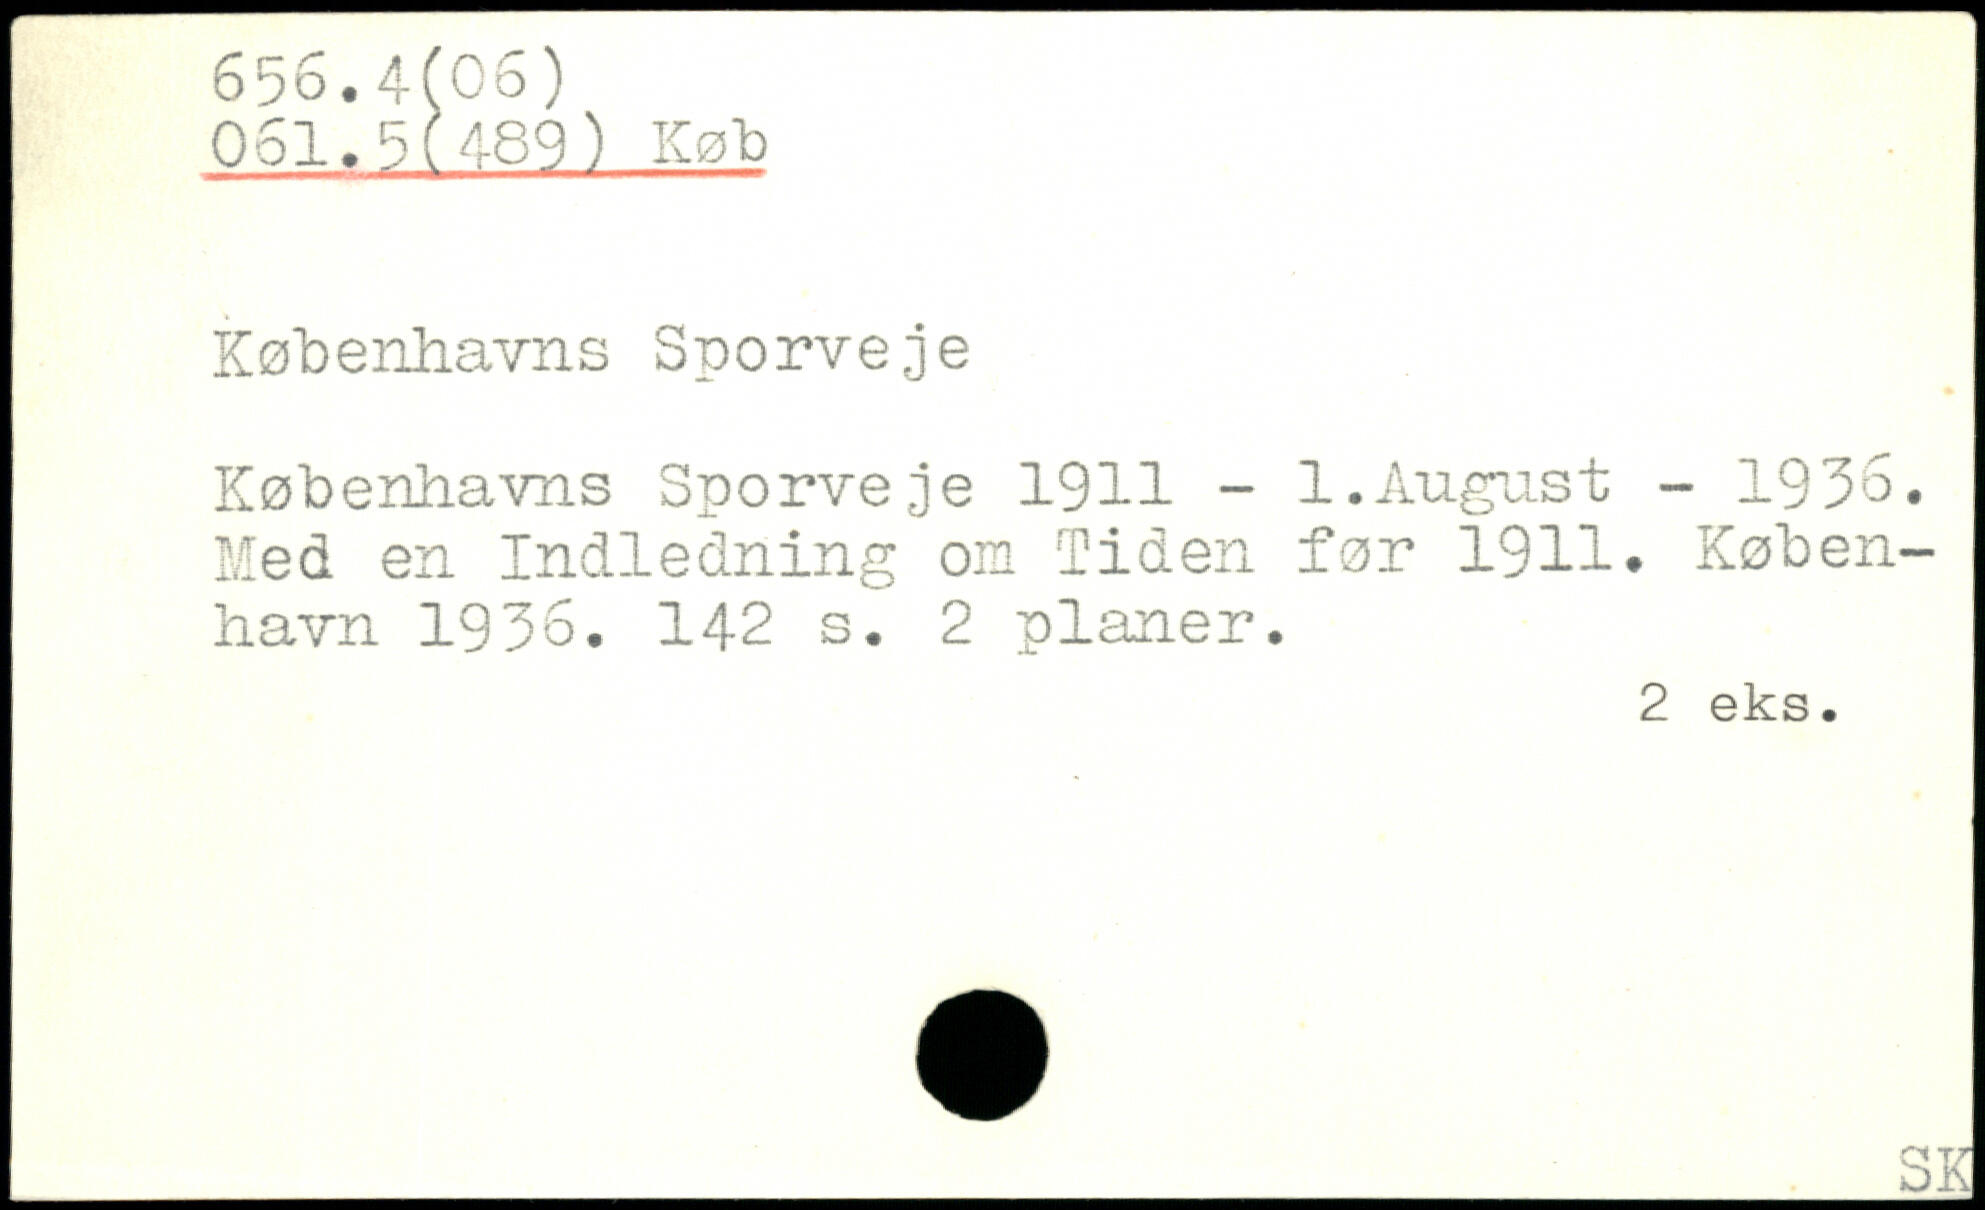 656.4(06)
061.5(489) Køb
Københavns Sporveje
Københavns Sporveje 1911 - 1.August - 1936.
Med en Indledning om Tiden før 1911. Køben-
havn 1936. 142 s. 2 planer.
2 eks.
SK